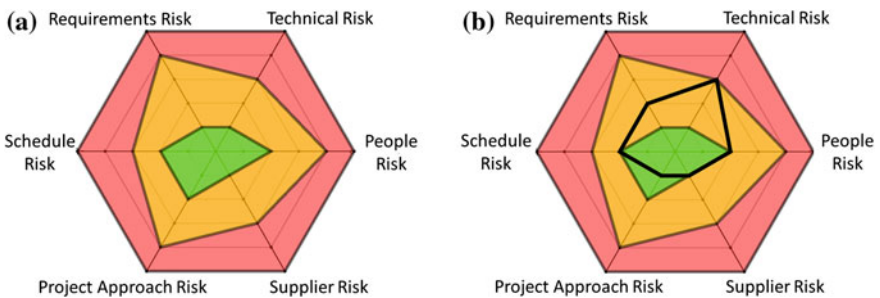 (a)
Requirements Risk
Technical Risk
Schedule
Risk
People
Risk
Project Approach Risk
Supplier Risk
(b)
Requirements Risk
Technical Risk
Schedule
Risk
People
Risk
Project Approach Risk
Supplier Risk